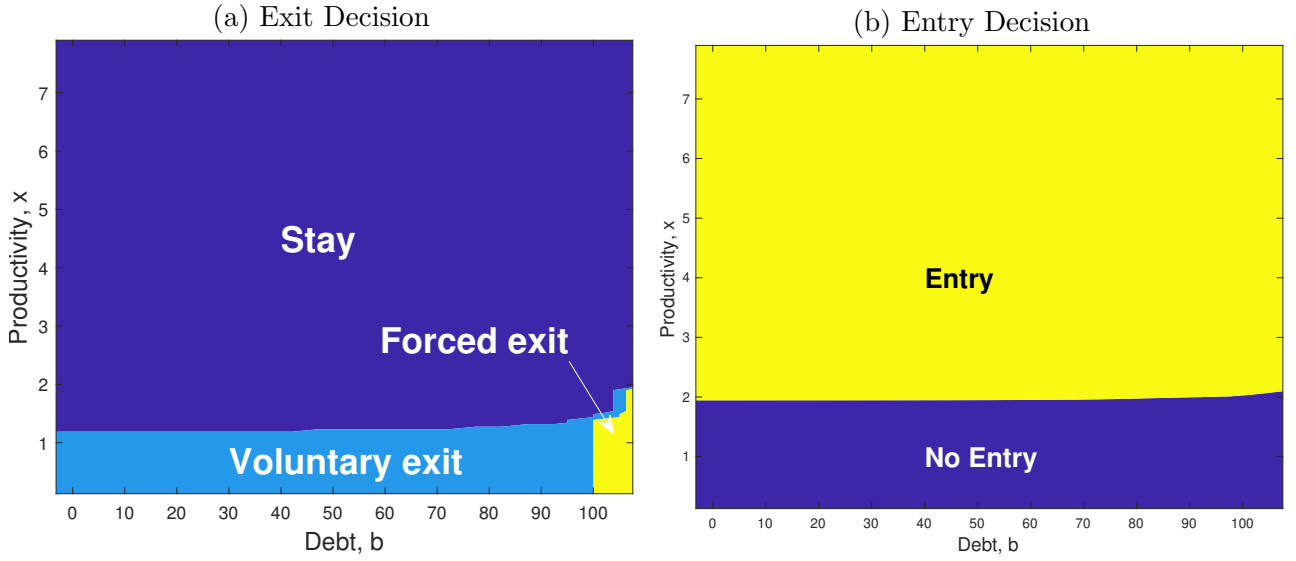 (a) Exit Decision
7
6
5
4
3
2
1
Productivity, x
Stay
Forced exit
Voluntary exit
0 10 20 30 40 50 60 70 80 90 100
Debt, b
(b) Entry Decision
7
6
5
4
3
2
1
Productivity, x
Entry
No Entry
0 10 20 30 40 50 60 70 80 90 100
Debt, b